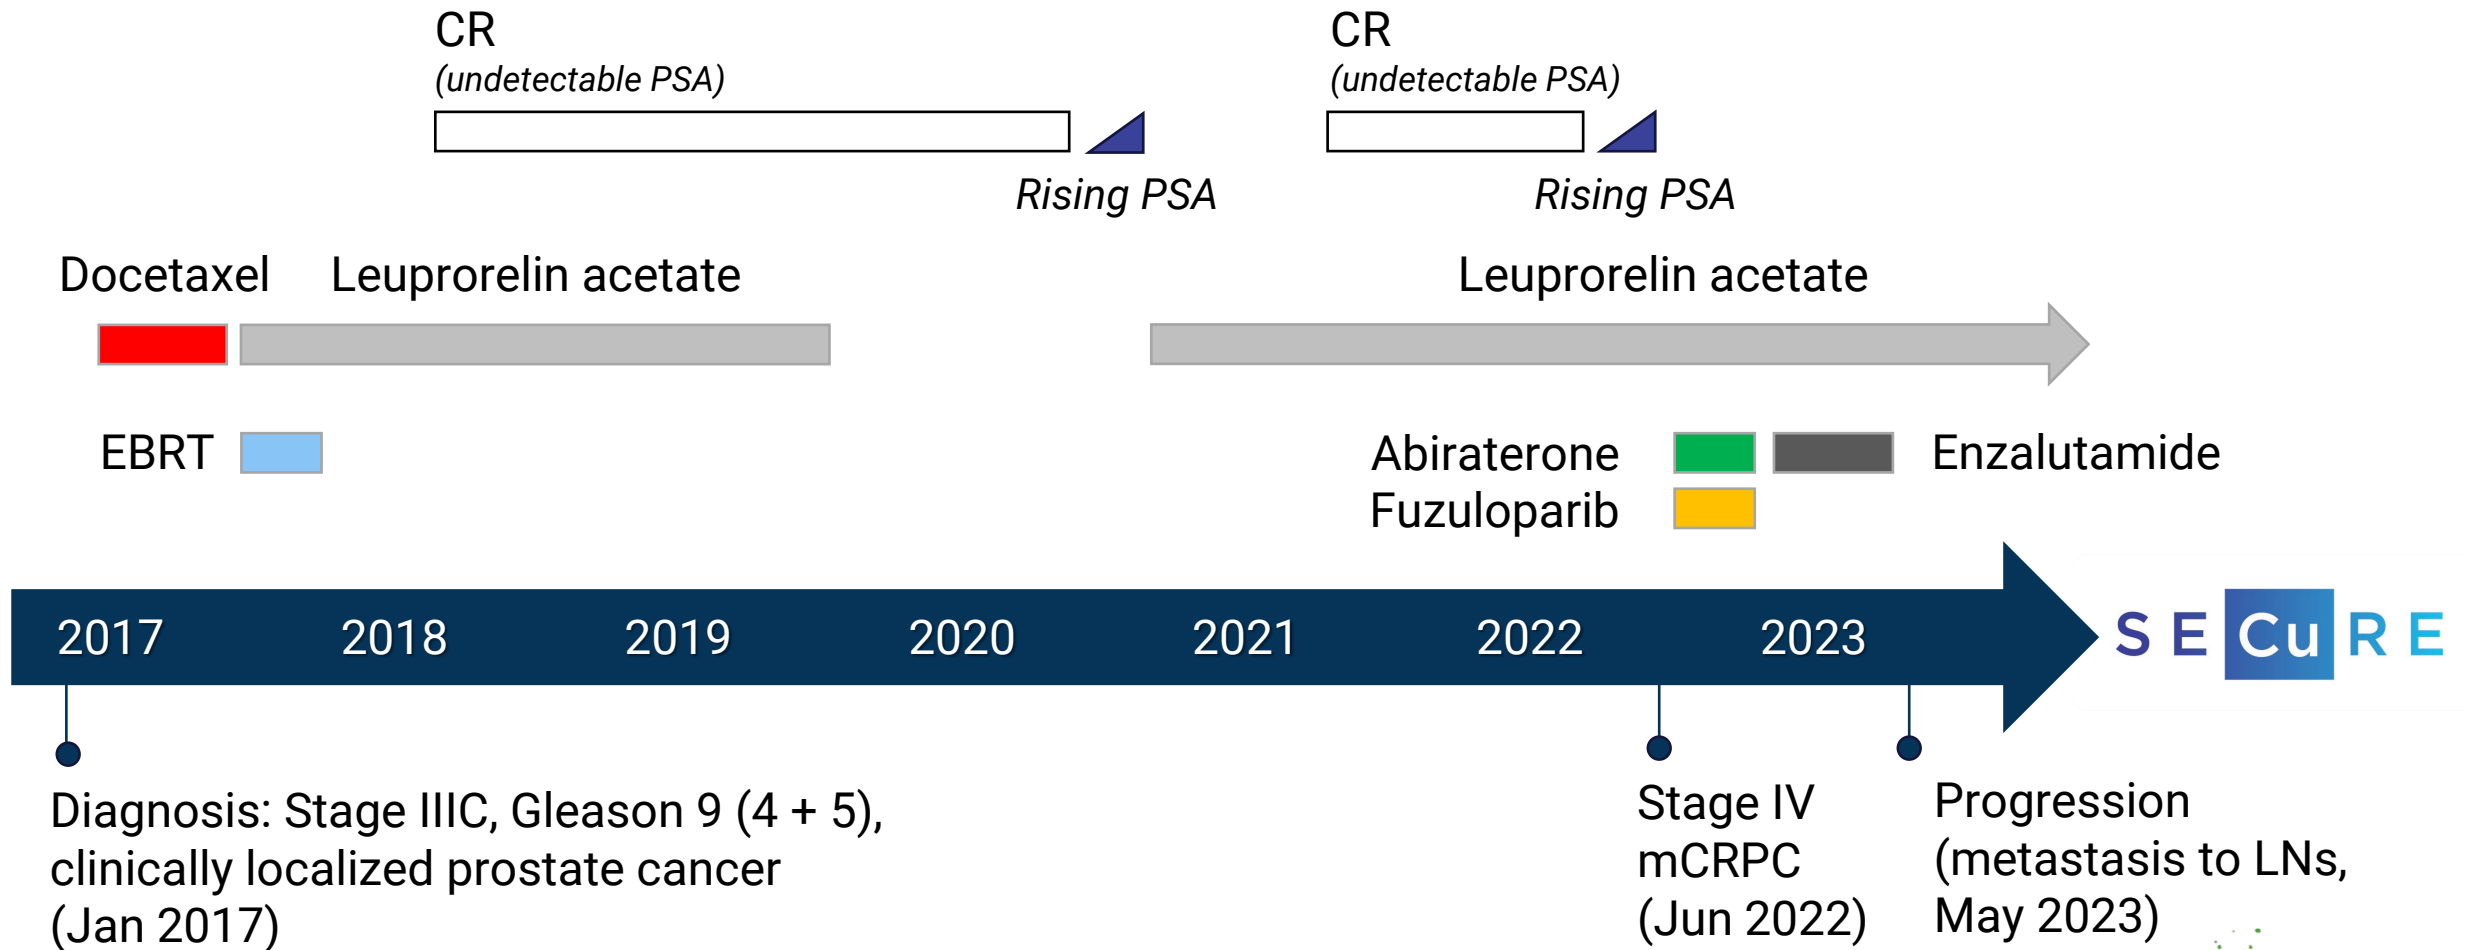 CR
(undetectable PSA)
Rising PSA
CR
(undetectable PSA)
Rising PSA
Docetaxel
Leuprorelin acetate
Leuprorelin acetate
EBRT
Abiraterone
Fuzuloparib
Enzalutamide
2017
2018
2019
2020
2021
2022
2023
SECuRE
Diagnosis: Stage IIIC, Gleason 9 (4 + 5),
clinically localized prostate cancer
(Jan 2017)
Stage IV
mCRPC
(Jun 2022)
Progression
(metastasis to LNs,
May 2023)